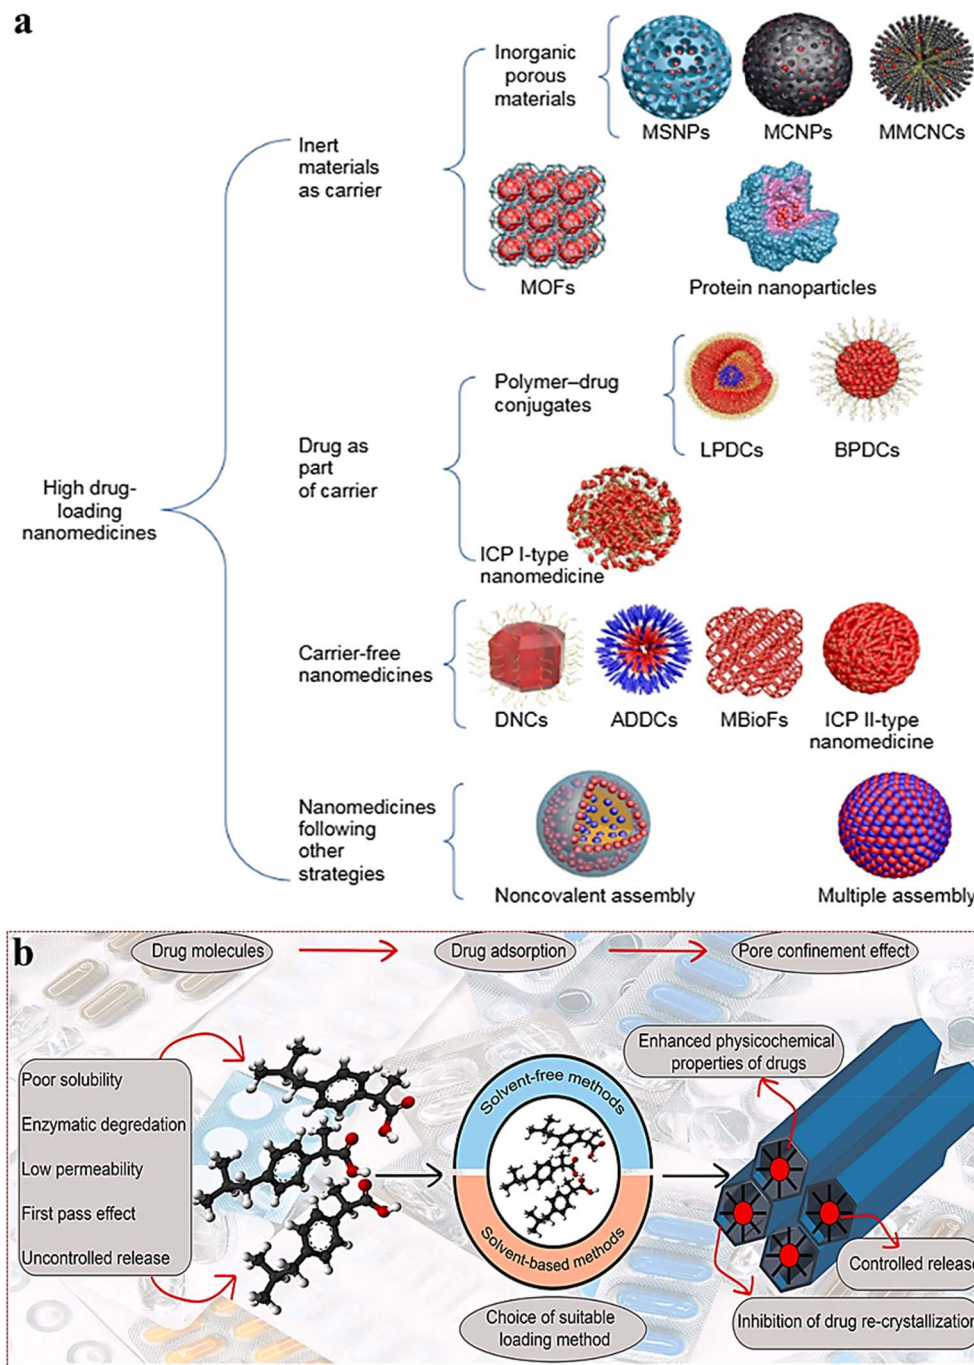 a
High drug-
loading
nanomedicines
Inert
materials
as carrier
Inorganic
porous
materials
MSNPs
MCNPs
MMCNCs
MOFs
Protein nanoparticles
Drug as
part
of carrier
Polymer–drug
conjugates
LPDCs
BPDCs
ICP I-type
nanomedicine
Carrier-free
nanomedicines
DNCs
ADDCs
MBioFs
ICP II-type
nanomedicine
Nanomedicines
following
other
strategies
Noncovalent assembly
Multiple assembly
b
Drug molecules
Drug adsorption
Pore confinement effect
Poor solubility
Enzymatic degredation
Low permeability
First pass effect
Uncontrolled release
Solvent-free methods
Solvent-based methods
Choice of suitable
loading method
Enhanced physicochemical
properties of drugs
Controlled release
Inhibition of drug re-crystallization